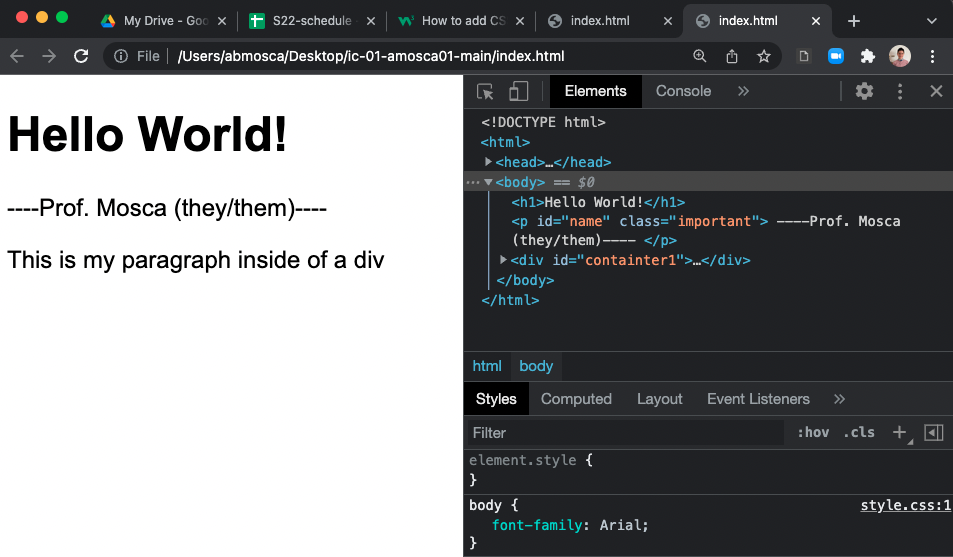 My Drive - Goo
S22-schedule -
How to add CS
index.html
index.html
File
/Users/abmosca/Desktop/ic-01-amosca01-main/index.html
Hello World!
----Prof. Mosca (they/them)----
This is my paragraph inside of a div
Elements
Console
<!DOCTYPE html>
<html>
<head>…</head>
<body> == $0
<h1>Hello World!</h1>
<p id="name" class="important"> ----Prof. Mosca
(they/them)---- </p>
<div id="containter1">…</div>
</body>
</html>
html body
Styles Computed Layout Event Listeners
Filter :hov .cls
element.style {
}
body { style.css:1
font-family: Arial;
}